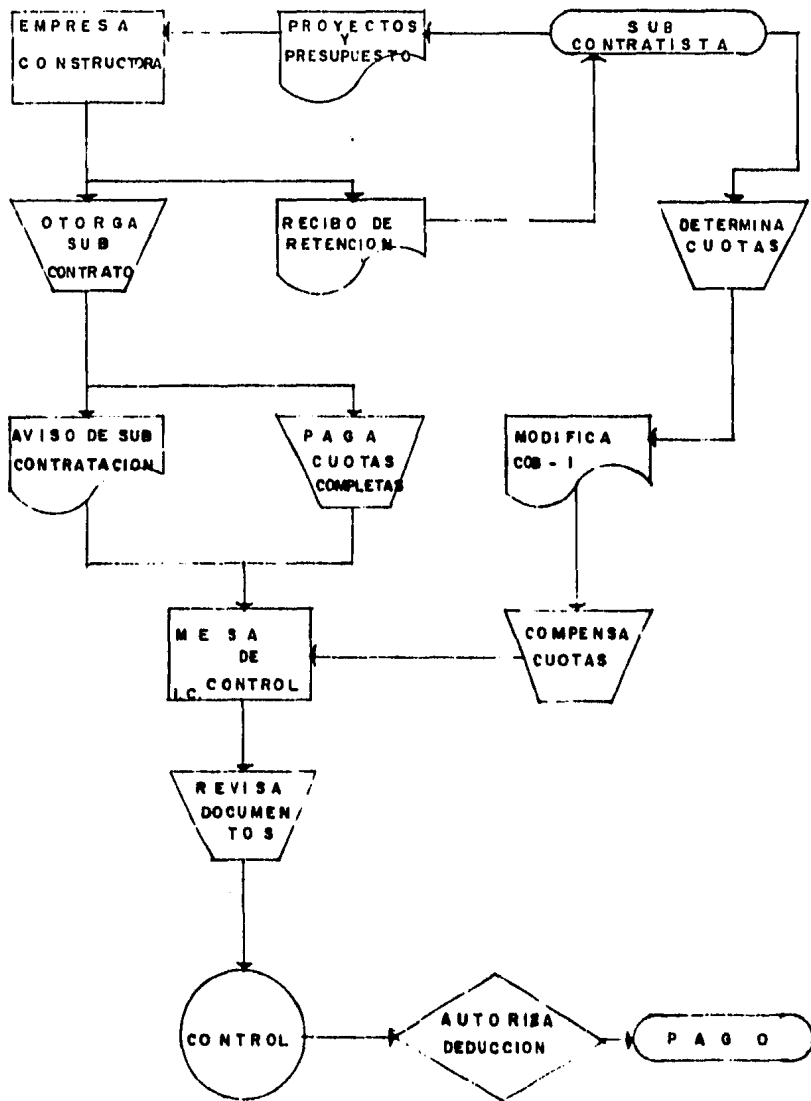 EMPRESA
CONSTRUCTORA
PROYECTOS
Y
PRESUPUESTO
SUB
CONTRATISTA
OTORGA
SUB
CONTRATO
RECIBO DE
RETENCION
DETERMINA
CUOTAS
AVISO DE SUB
CONTRATACION
PAGA
CUOTAS
COMPLETAS
MODIFICA
COB - I
MESA
DE
I.C. CONTROL
COMPENSA
CUOTAS
REVISA
DOCUMEN
TOS
CONTROL
AUTORIZA
DEDUCCION
PAGO